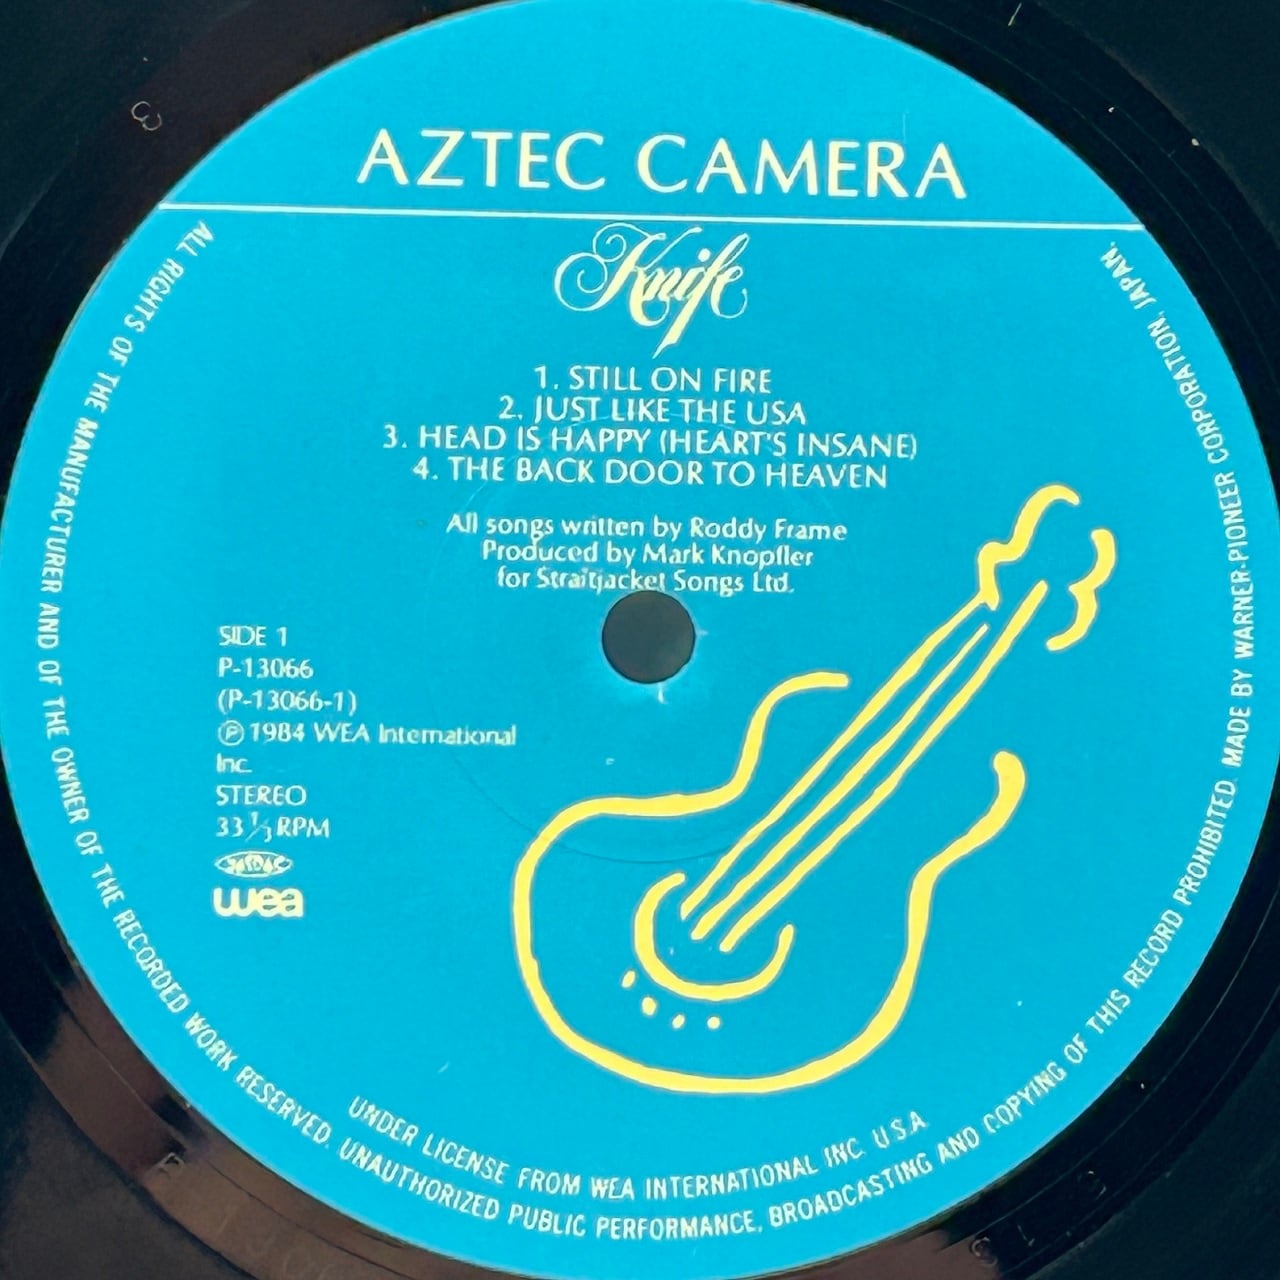 AZTEC CAMERA
Knife
1. STILL ON FIRE
2. JUST LIKE THE USA
3. HEAD IS HAPPY (HEART'S INSANE)
4. THE BACK DOOR TO HEAVEN
All songs written by Roddy Frame
Produced by Mark Knopfler
for Straitjacket Songs Ltd.
SIDE 1
P-13066
(P-13066-1)
Ⓟ 1984 WEA International
Inc.
STEREO
33 1/3 RPM
wea
UNDER LICENSE FROM WEA INTERNATIONAL INC. U.S.A.
ALL RIGHTS OF THE MANUFACTURER AND OF THE OWNER OF THE RECORDED WORK RESERVED. UNAUTHORIZED PUBLIC PERFORMANCE, BROADCASTING AND COPYING OF THIS RECORD PROHIBITED. MADE BY WARNER-PIONEER CORPORATION, JAPAN.